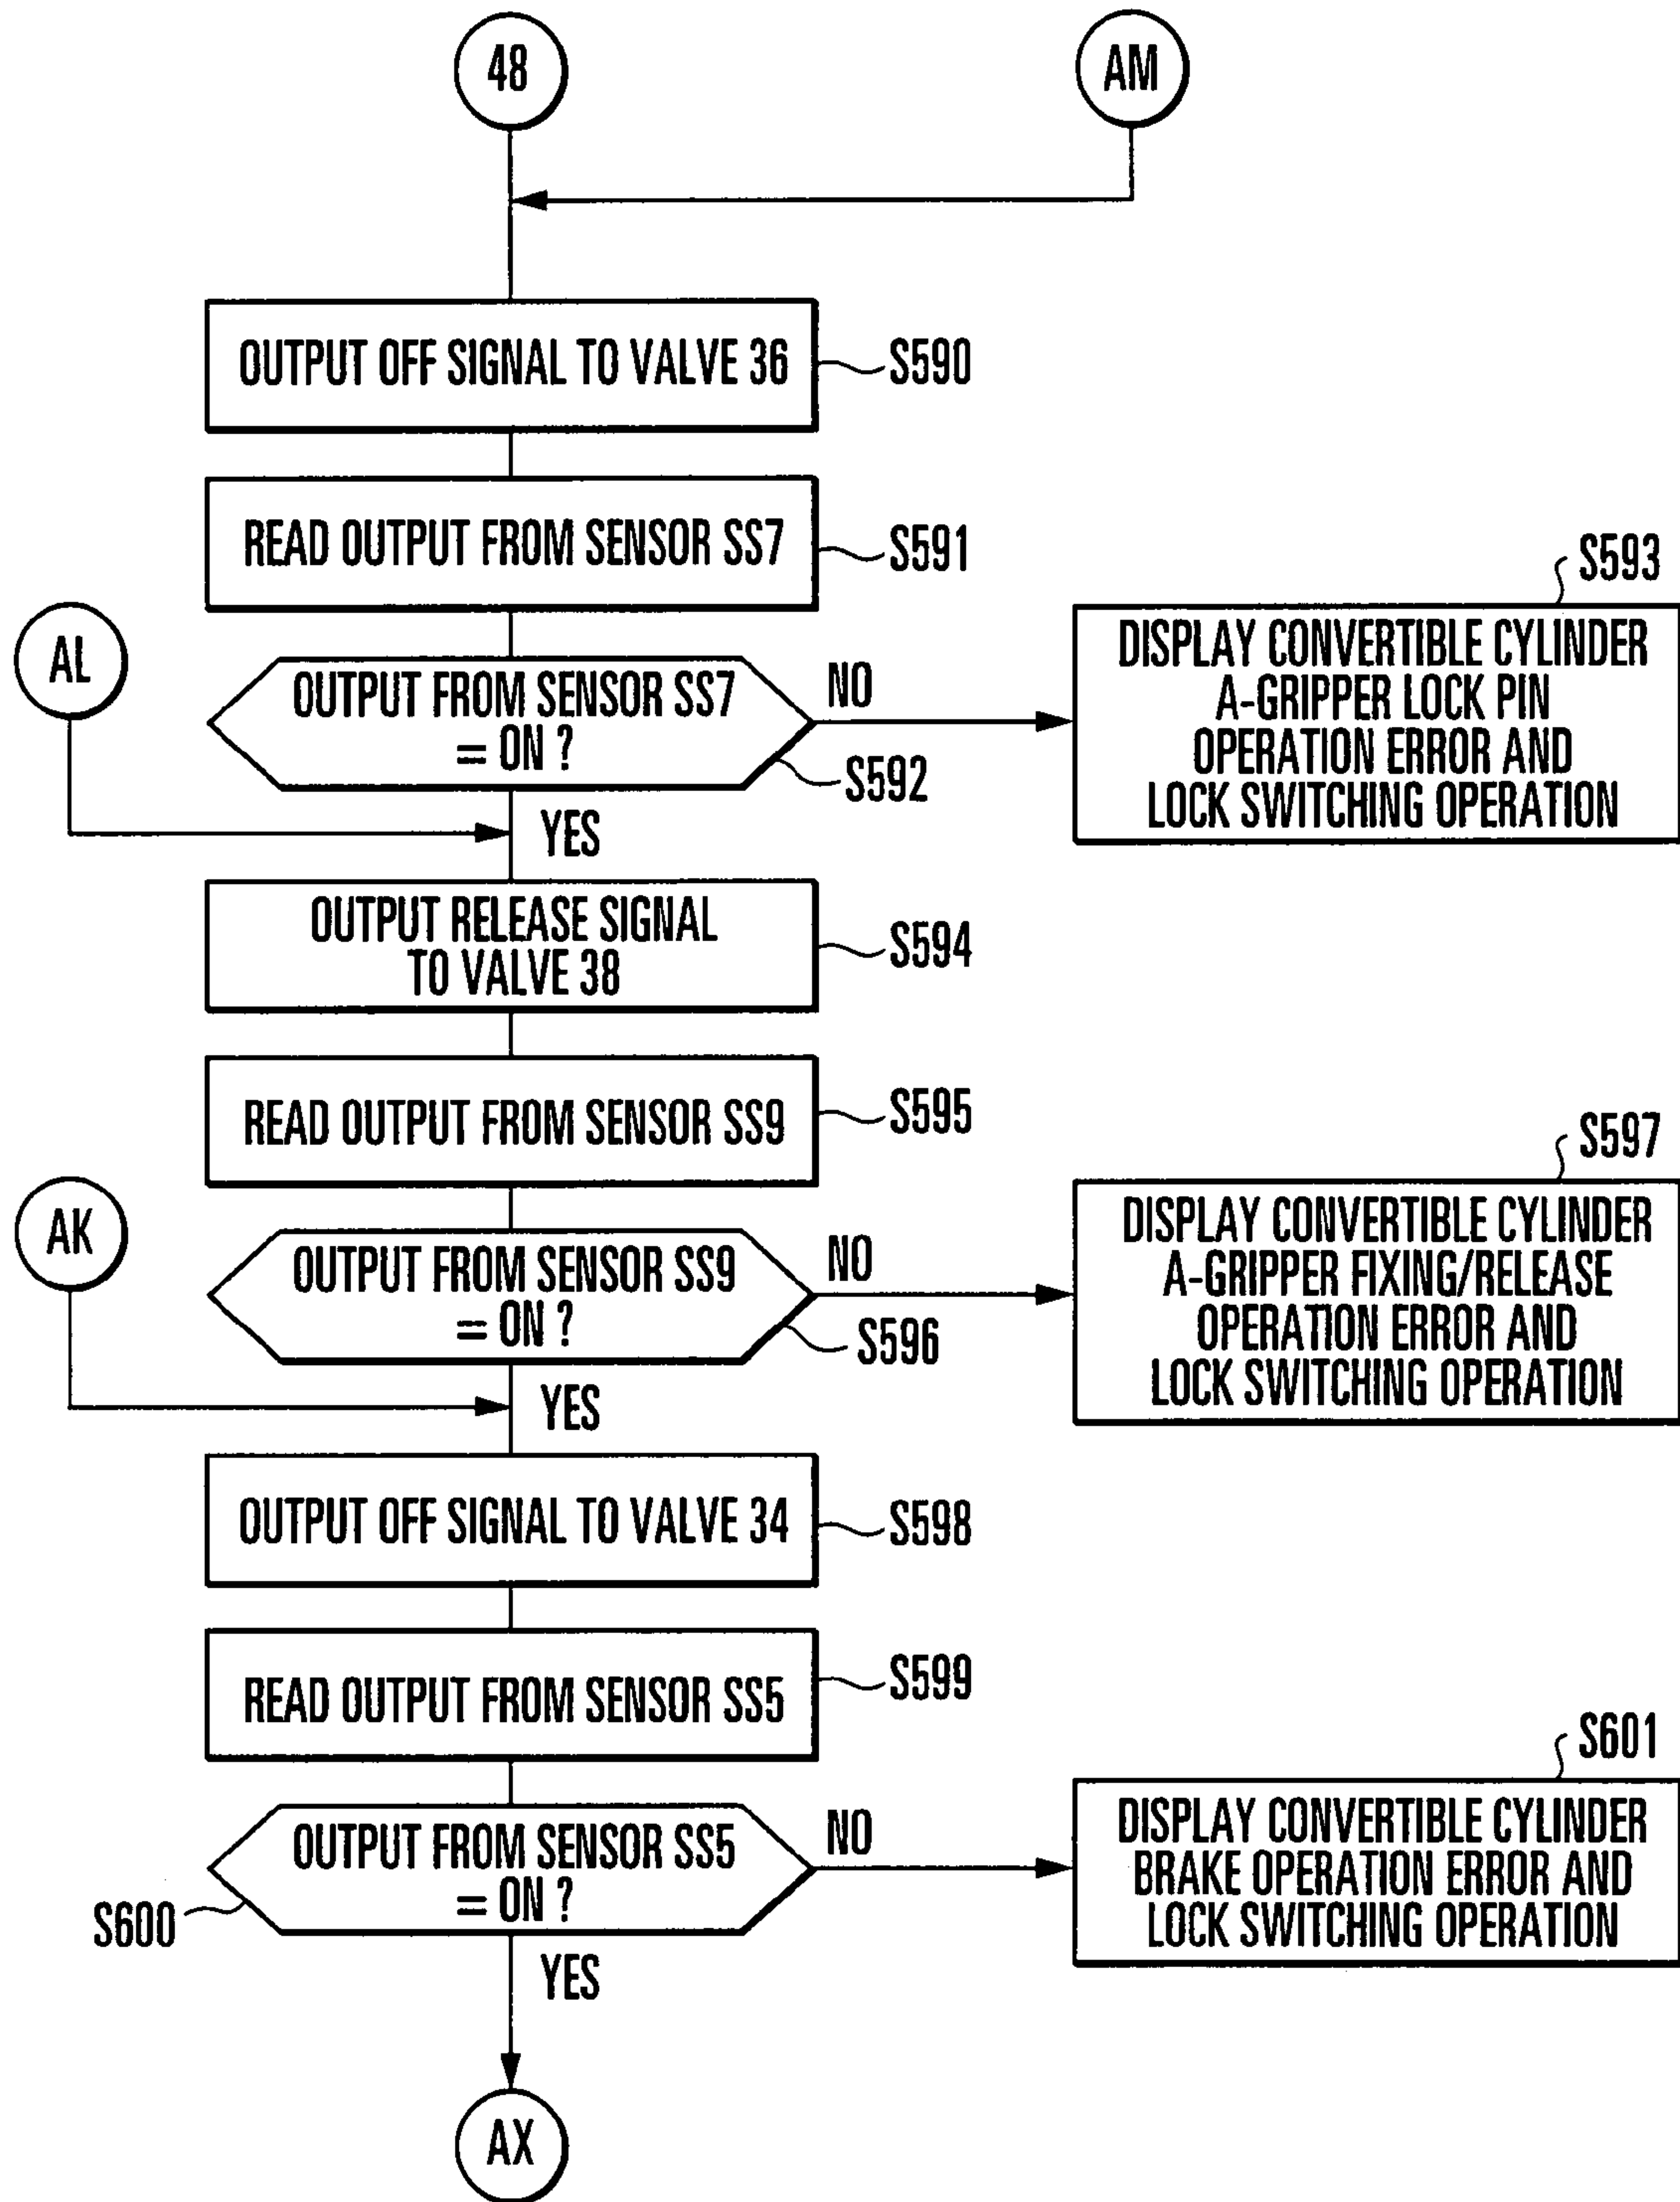 48
AM
OUTPUT OFF SIGNAL TO VALVE 36
S590
READ OUTPUT FROM SENSOR SS7
S591
S593
DISPLAY CONVERTIBLE CYLINDER
A-GRIPPER LOCK PIN
OPERATION ERROR AND
LOCK SWITCHING OPERATION
AL
OUTPUT FROM SENSOR SS7
= ON ?
NO
S592
YES
OUTPUT RELEASE SIGNAL
TO VALVE 38
S594
READ OUTPUT FROM SENSOR SS9
S595
S597
DISPLAY CONVERTIBLE CYLINDER
A-GRIPPER FIXING/RELEASE
OPERATION ERROR AND
LOCK SWITCHING OPERATION
AK
OUTPUT FROM SENSOR SS9
= ON ?
NO
S596
YES
OUTPUT OFF SIGNAL TO VALVE 34
S598
READ OUTPUT FROM SENSOR SS5
S599
S601
DISPLAY CONVERTIBLE CYLINDER
BRAKE OPERATION ERROR AND
LOCK SWITCHING OPERATION
OUTPUT FROM SENSOR SS5
= ON ?
NO
S600
YES
AX